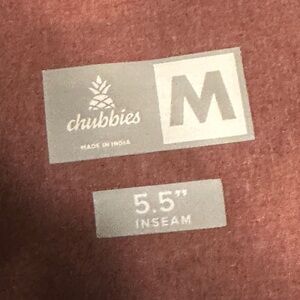 chubbies
MADE IN INDIA
M
5.5"
INSEAM